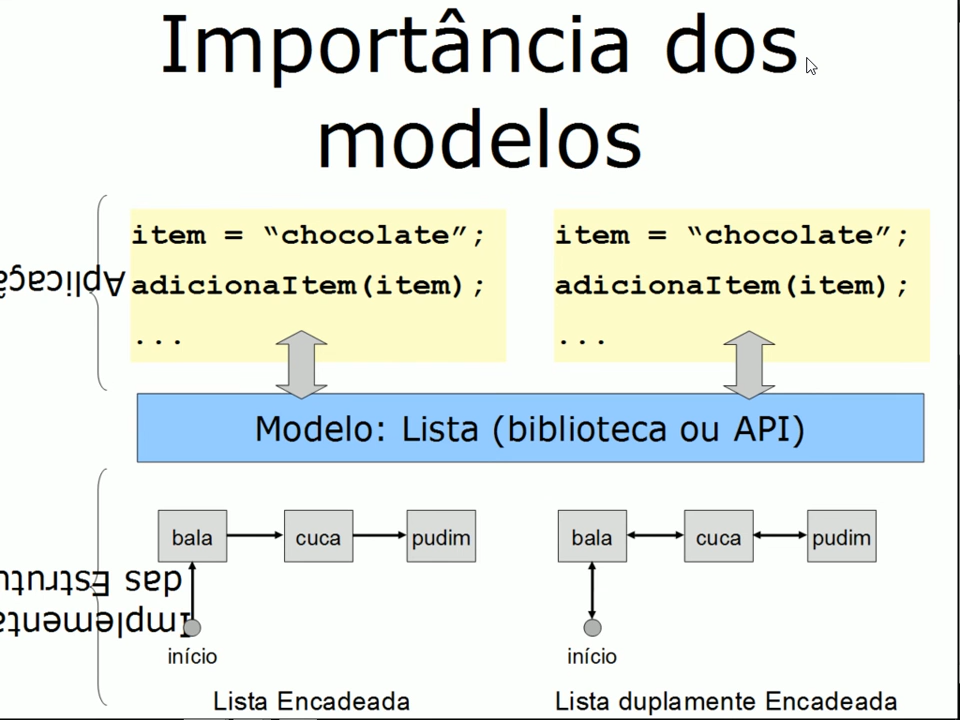 Importância dos
modelos
item = “chocolate”;
adicionaItem(item);
...
item = “chocolate”;
adicionaItem(item);
...
Modelo: Lista (biblioteca ou API)
bala
cuca
pudim
início
Lista Encadeada
bala
cuca
pudim
início
Lista duplamente Encadeada
das